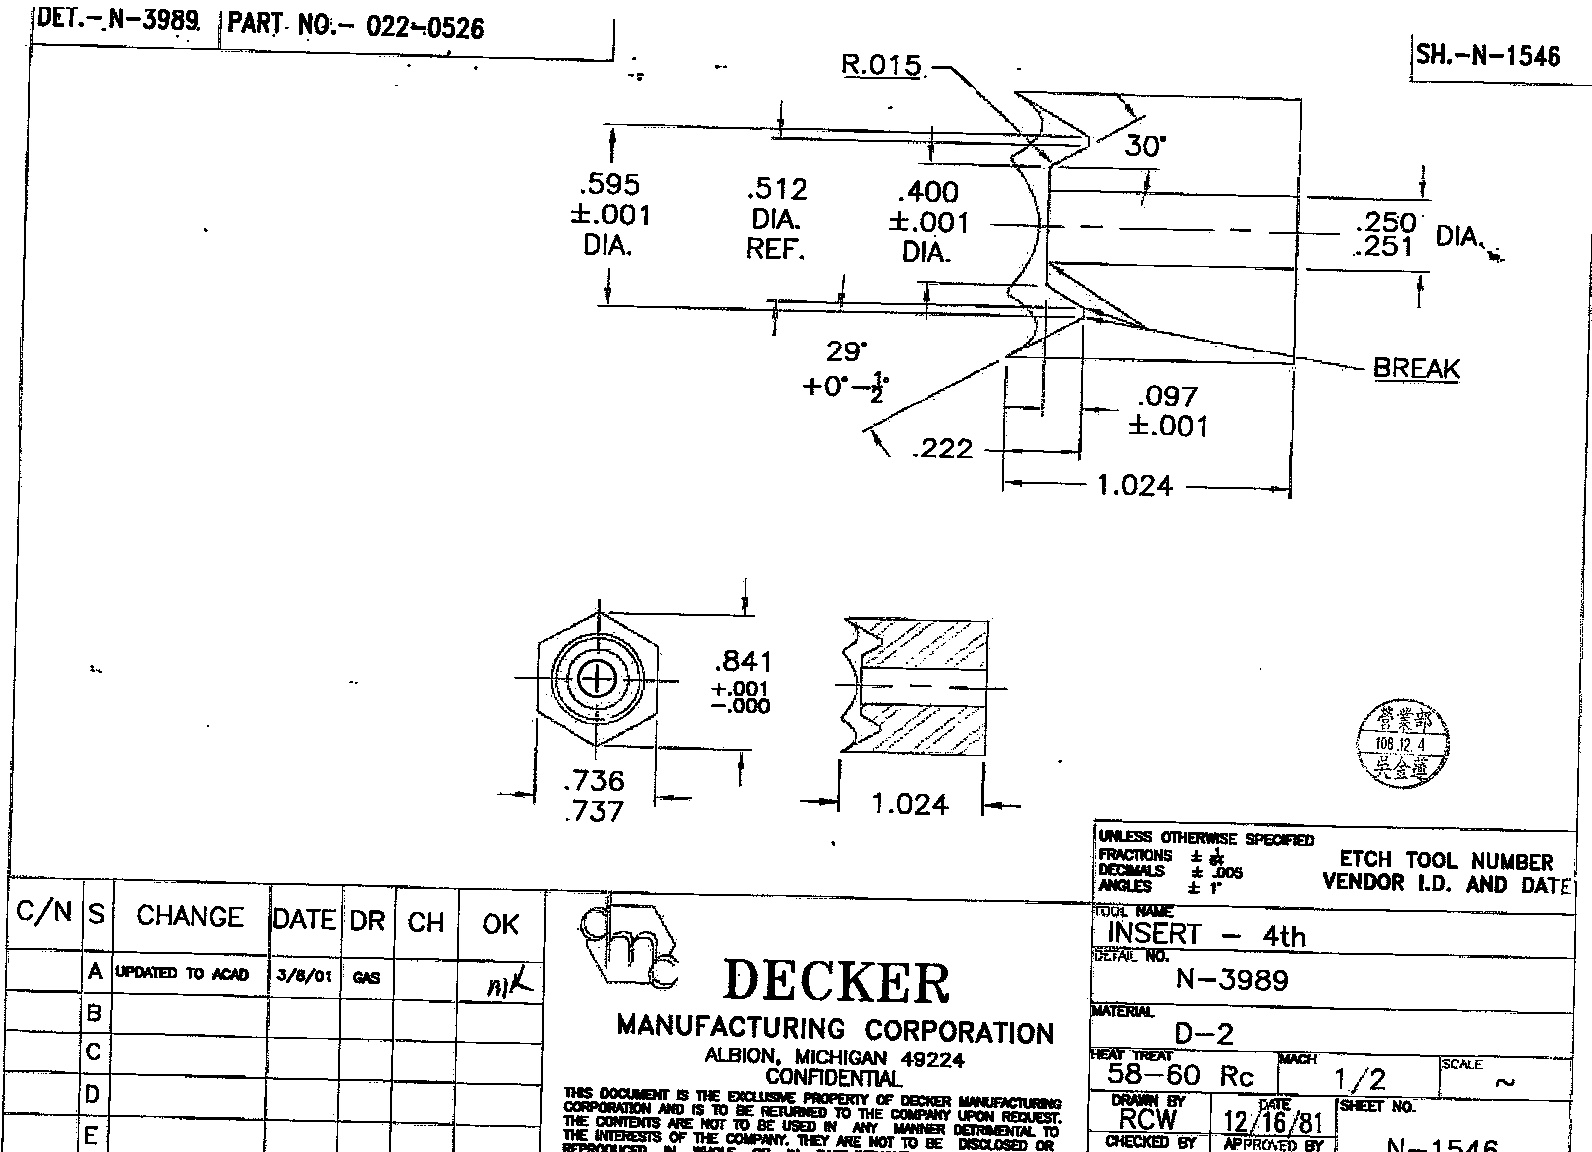 DET.- N-3989 PART NO.- 022-0526
SH.-N-1546
R.015
30°
.595
±.001
DIA.
.512
DIA.
REF.
.400
±.001
DIA.
.250
.251
DIA.
29°
+0°-1/2°
BREAK
.097
±.001
.222
1.024
.841
+.001
-.000
.736
.737
1.024
營業部
106.12.4
吳金蓮
UNLESS OTHERWISE SPECIFIED
FRACTIONS ± 1/64
DECIMALS ± .005
ANGLES ± 1°
ETCH TOOL NUMBER
VENDOR I.D. AND DATE
C/N S CHANGE DATE DR CH OK
A UPDATED TO ACAD 3/8/01 GAS
B
C
D
E
dmc
DECKER
MANUFACTURING CORPORATION
ALBION, MICHIGAN 49224
CONFIDENTIAL
THIS DOCUMENT IS THE EXCLUSIVE PROPERTY OF DECKER MANUFACTURING
CORPORATION AND IS TO BE RETURNED TO THE COMPANY UPON REQUEST.
THE CONTENTS ARE NOT TO BE USED IN ANY MANNER DETRIMENTAL TO
THE INTERESTS OF THE COMPANY. THEY ARE NOT TO BE DISCLOSED OR
REPRODUCED IN WHOLE OR IN
TOOL NAME
INSERT - 4th
DETAIL NO.
N-3989
MATERIAL
D-2
HEAT TREAT
58-60 Rc
MACH
1/2
SCALE
~
DRAWN BY
RCW
DATE
12/16/81
SHEET NO.
N-1546
CHECKED BY
APPROVED BY